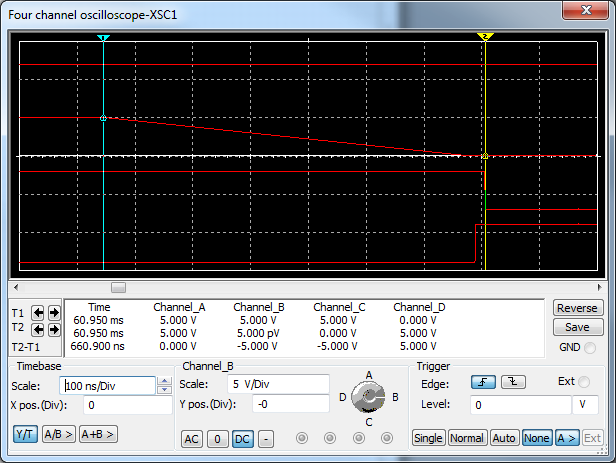 Four channel oscilloscope-XSC1
1 2
Time Channel_A Channel_B Channel_C Channel_D
T1 60.950 ms 5.000 V 5.000 V 5.000 V 0.000 V
T2 60.950 ms 5.000 V 5.000 pV 0.000 V 5.000 V
T2-T1 660.900 ns 0.000 V -5.000 V -5.000 V 5.000 V
Reverse
Save
GND
Timebase
Scale: 100 ns/Div
X pos.(Div): 0
Y/T A/B > A+B >
Channel_B
Scale: 5 V/Div
Y pos.(Div): -0
AC 0 DC -
A
D B
C
Trigger
Edge: Ext
Level: 0 V
Single Normal Auto None A > Ext